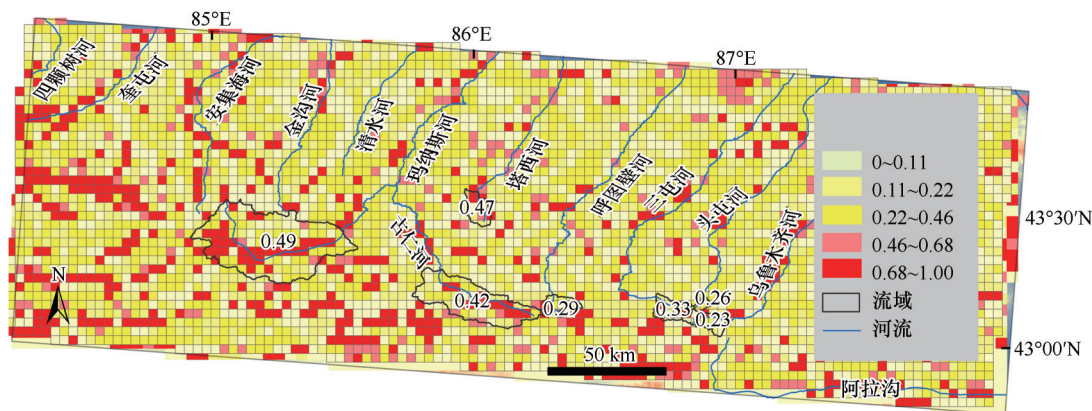 85°E
86°E
87°E
四颗树河
奎屯河
安集海河
金沟河
清水河
玛纳斯河
塔西河
呼图壁河
三屯河
头屯河
乌鲁木齐河
古仁河
阿拉沟
0.49
0.47
0.42
0.29
0.33
0.26
0.23
0~0.11
0.11~0.22
0.22~0.46
0.46~0.68
0.68~1.00
流域
河流
43°30′N
43°00′N
N
50 km